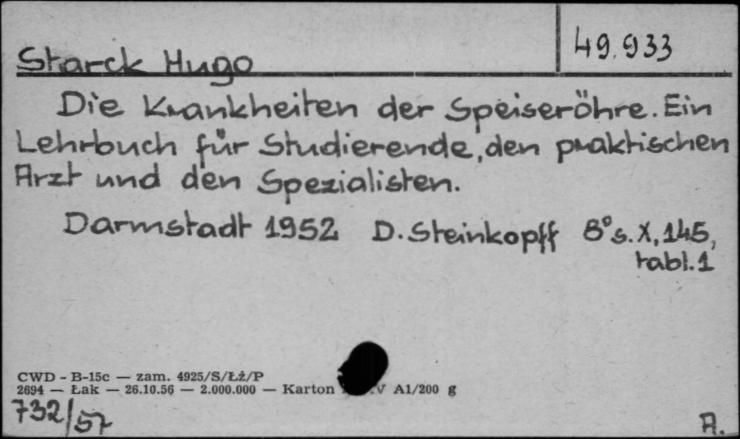 49.933
Starck Hugo
Die Krankheiten der Speiseröhre. Ein
Lehrbuch für Studierende, den praktischen
Arzt und den Spezialisten.
Darmstadt 1952 D. Steinkopff 8° s. X, 145,
tabl. 1
CWD - B-15c — zam. 4925/S/Łż/P
2694 — Łak — 26.10.56 — 2.000.000 — Karton V A1/200 g
732/57
A.